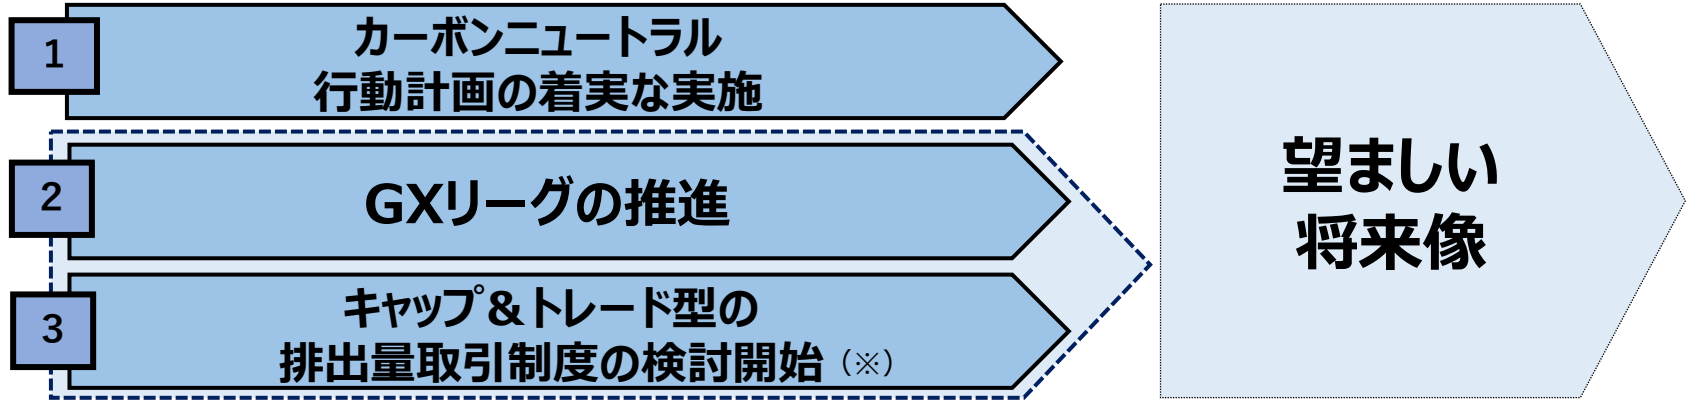 1
カーボンニュートラル
行動計画の着実な実施
2
GXリーグの推進
3
キャップ＆トレード型の
排出量取引制度の検討開始（※）
望ましい
将来像